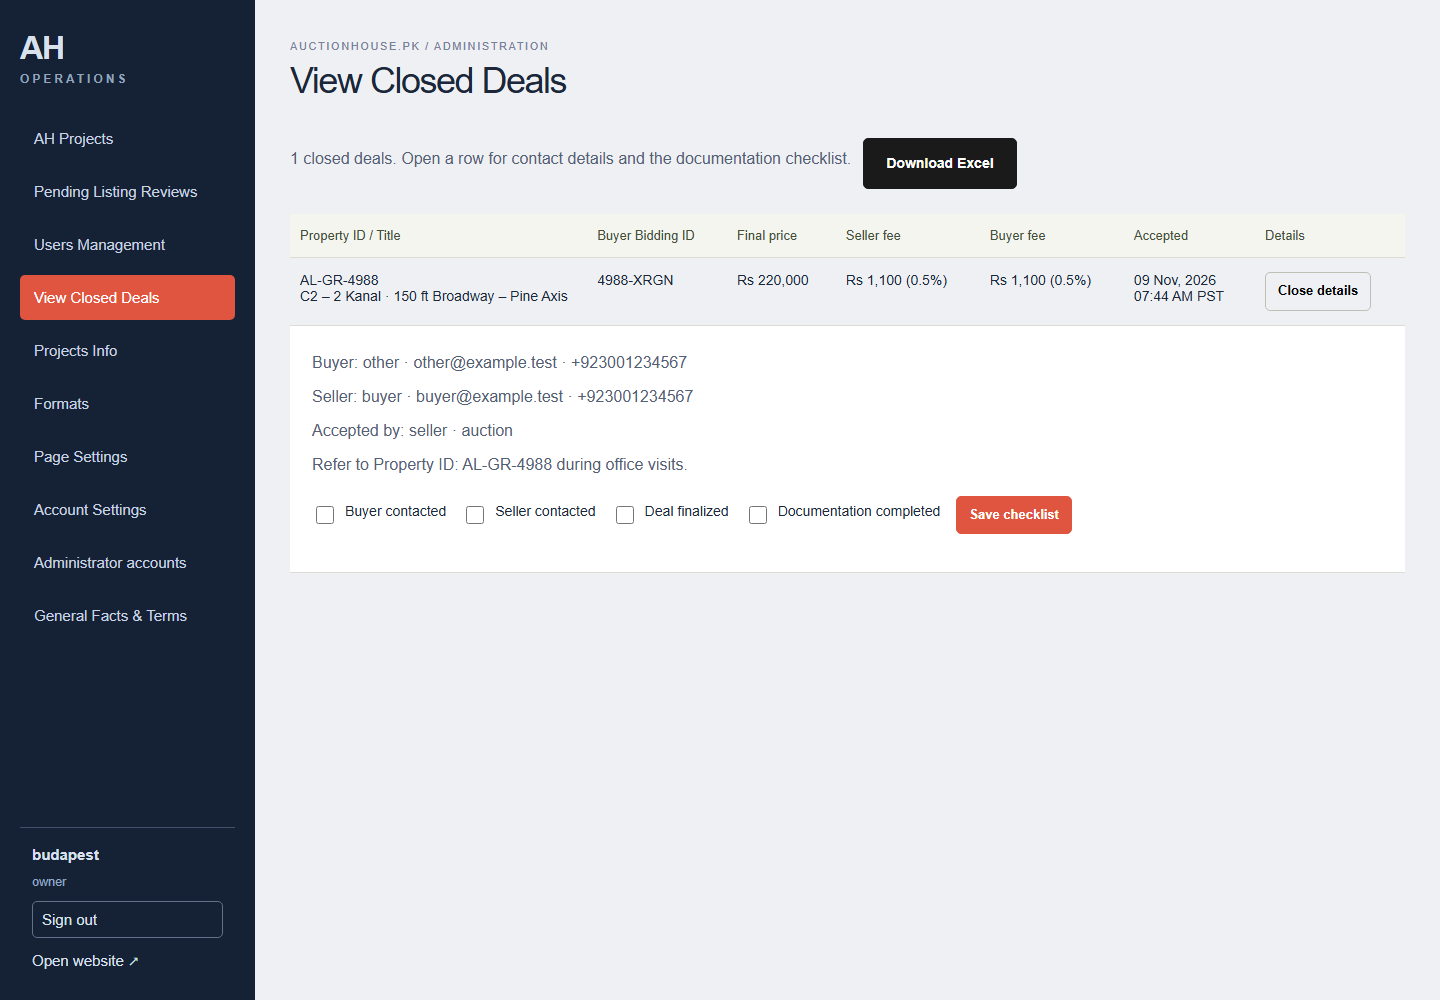 AH
OPERATIONS
AH Projects
Pending Listing Reviews
Users Management
View Closed Deals
Projects Info
Formats
Page Settings
Account Settings
Administrator accounts
General Facts & Terms
budapest
owner
Sign out
Open website ↗
AUCTIONHOUSE.PK / ADMINISTRATION
View Closed Deals
1 closed deals. Open a row for contact details and the documentation checklist.
Download Excel
Property ID / Title Buyer Bidding ID Final price Seller fee Buyer fee Accepted Details
AL-GR-4988 4988-XRGN Rs 220,000 Rs 1,100 (0.5%) Rs 1,100 (0.5%) 09 Nov, 2026
C2 – 2 Kanal · 150 ft Broadway – Pine Axis 07:44 AM PST
Close details
Buyer: other · other@example.test · +923001234567
Seller: buyer · buyer@example.test · +923001234567
Accepted by: seller · auction
Refer to Property ID: AL-GR-4988 during office visits.
Buyer contacted Seller contacted Deal finalized Documentation completed Save checklist